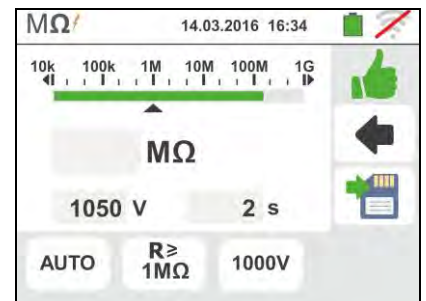 MΩ 14.03.2016 16:34
10k 100k 1M 10M 100M 1G
MΩ
1050 V 2 s
AUTO R≥ 1MΩ 1000V